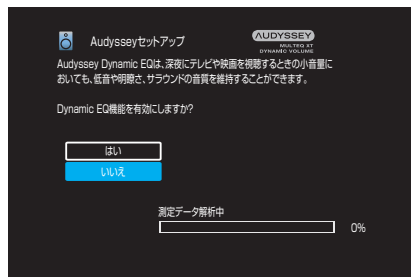 Audysseyセットアップ
AUDYSSEY
MULTEQ XT
DYNAMIC VOLUME
Audyssey Dynamic EQは、深夜にテレビや映画を視聴するときの小音量に
おいても、低音や明瞭さ、サラウンドの音質を維持することができます。
Dynamic EQ機能を有効にしますか？
はい
いいえ
測定データ解析中
0%